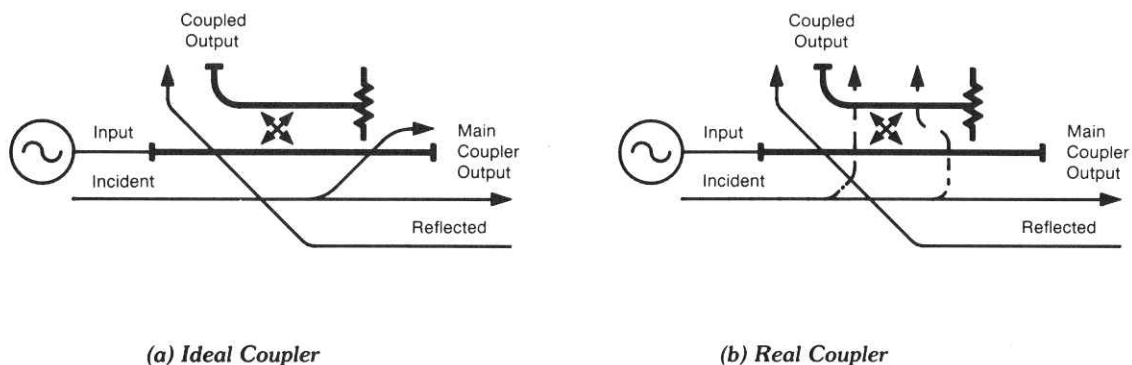 Coupled
Output
Input
Incident
Main
Coupler
Output
Reflected
(a) Ideal Coupler
Coupled
Output
Input
Incident
Main
Coupler
Output
Reflected
(b) Real Coupler